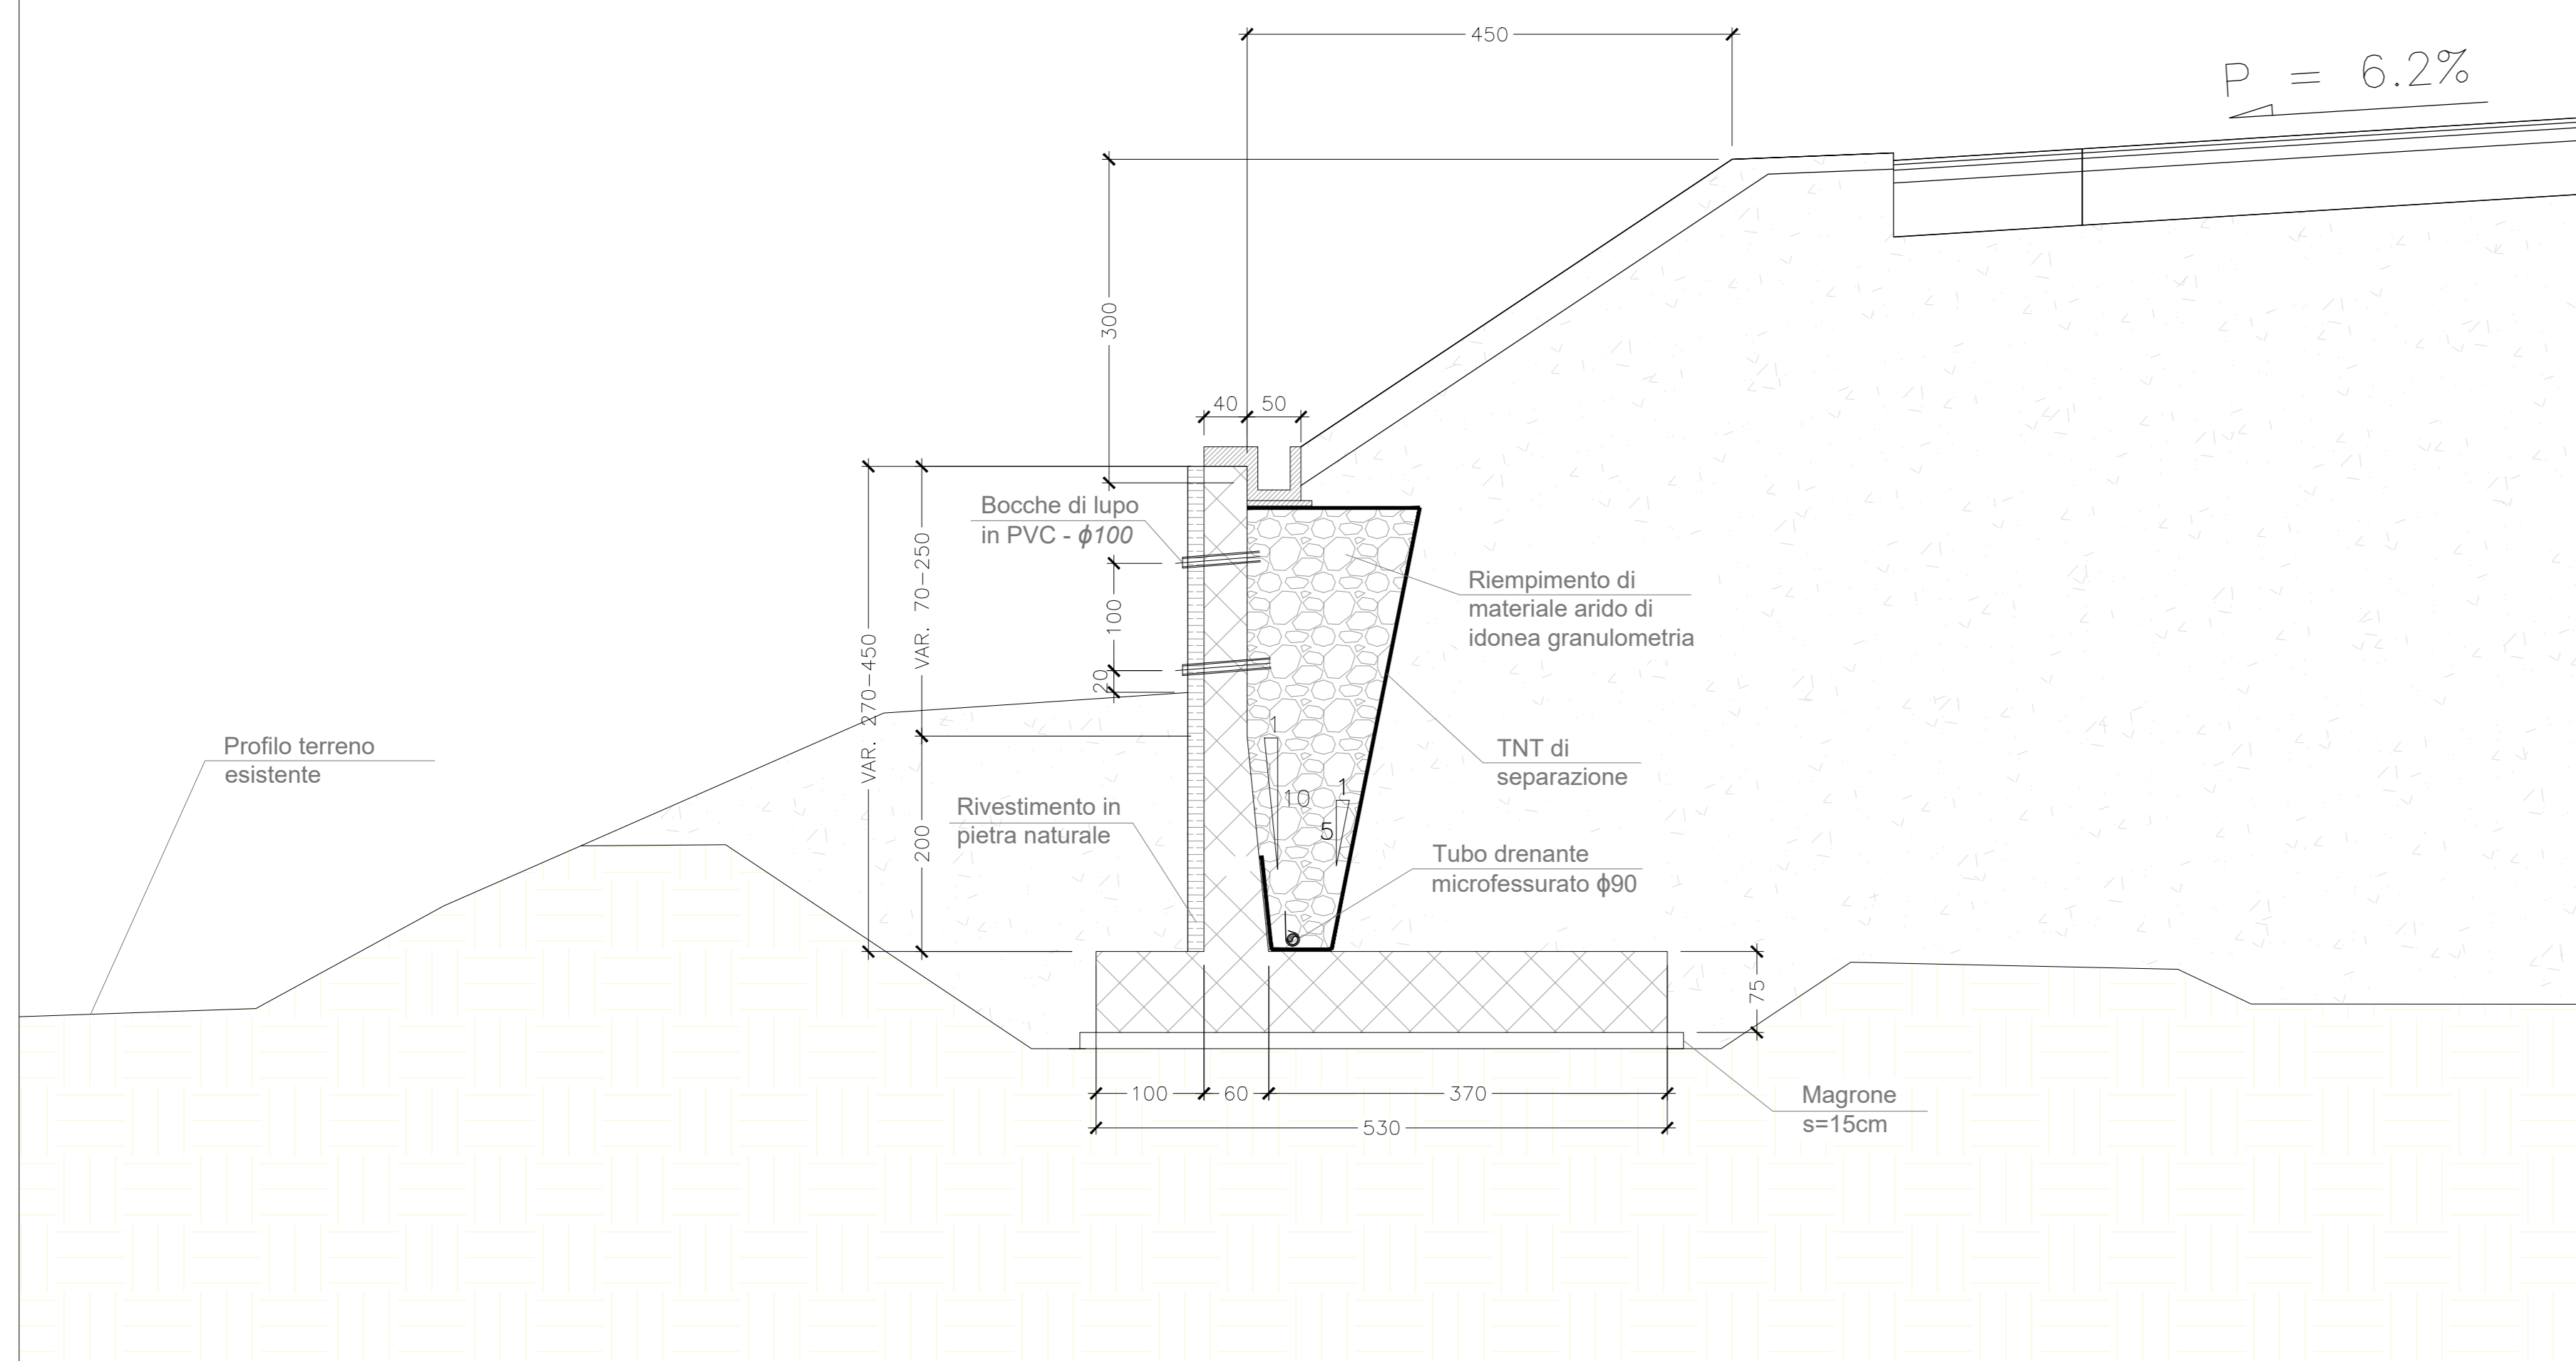 450
P = 6.2%
300
40
50
Bocche di lupo
in PVC - ϕ100
VAR. 70-250
VAR. 270-450
100
20
Riempimento di
materiale arido di
idonea granulometria
Profilo terreno
esistente
TNT di
separazione
1
10
1
5
Rivestimento in
pietra naturale
200
Tubo drenante
microfessurato ϕ90
75
100
60
370
530
Magrone
s=15cm